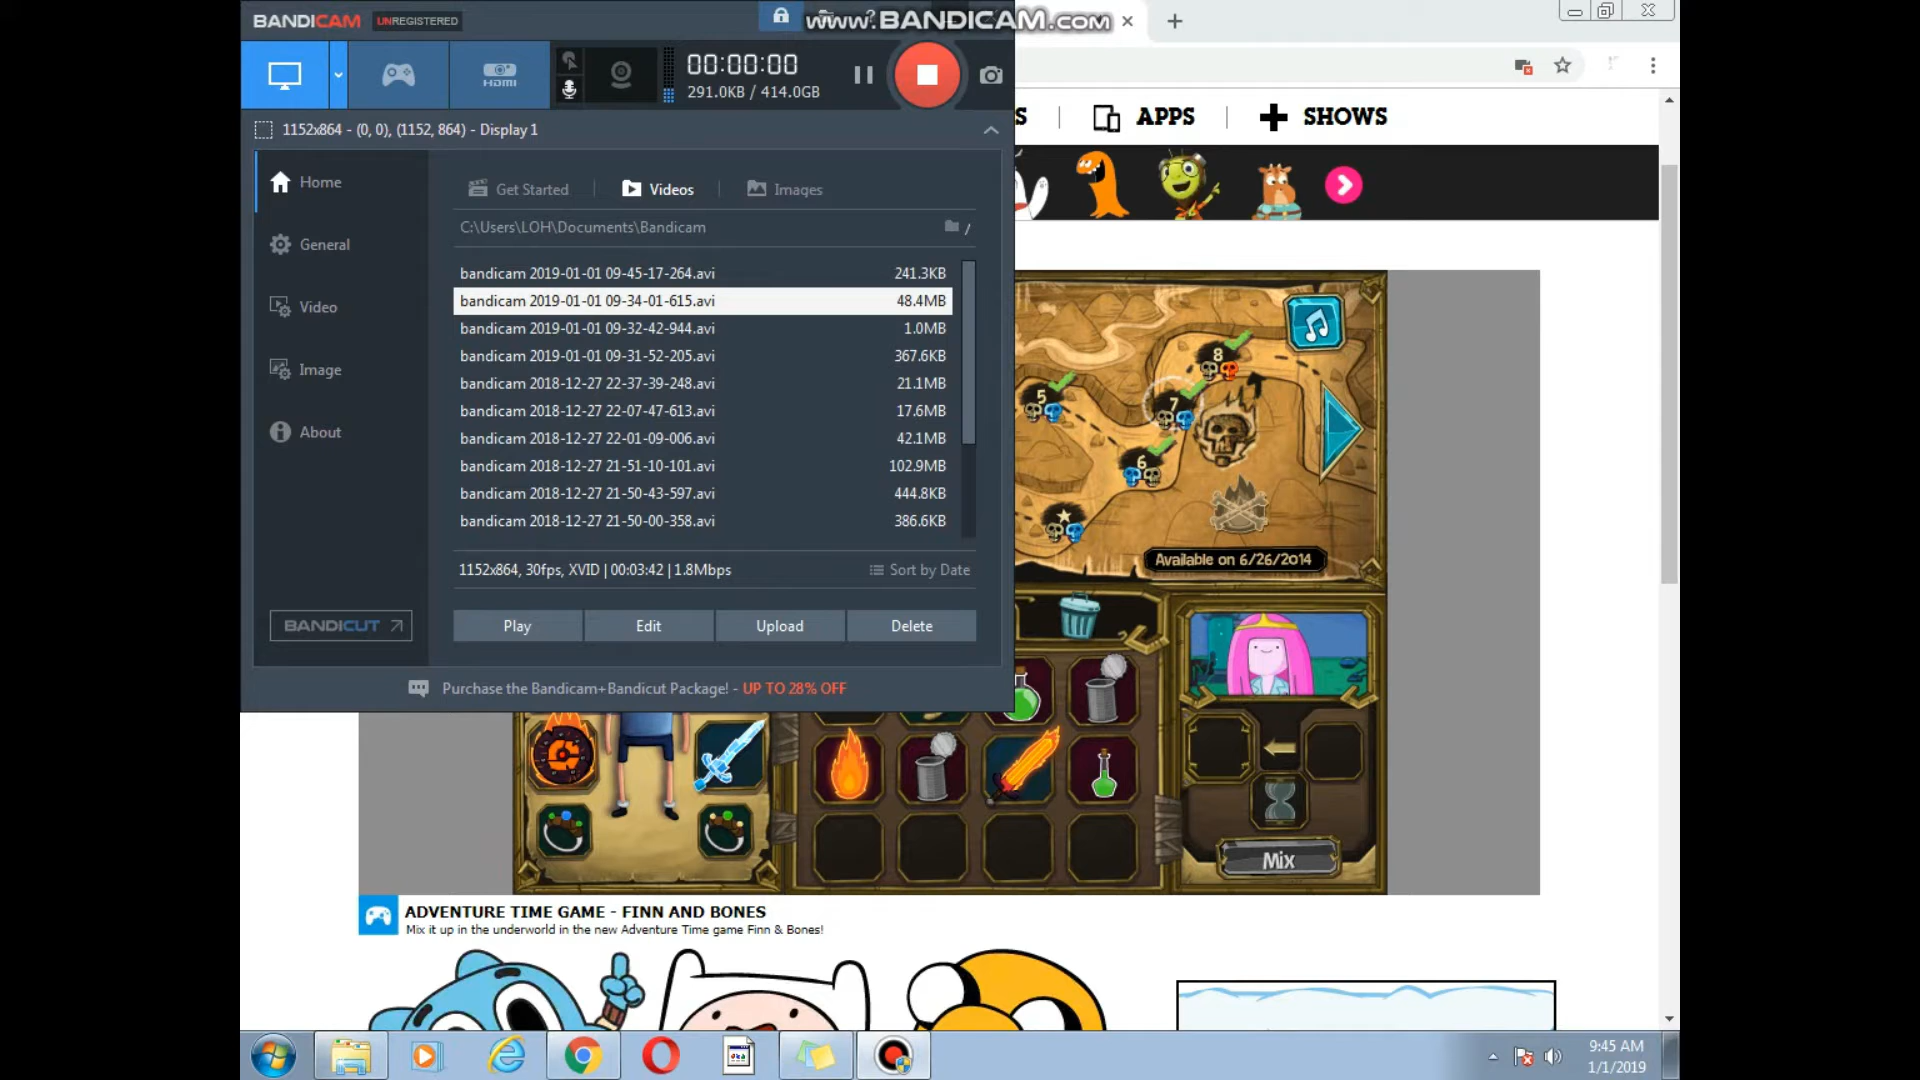 BANDICAM UNREGISTERED
www.BANDICAM.com
HDMI
00:00:00
291.0KB / 414.0GB
1152x864 - (0, 0), (1152, 864) - Display 1
S APPS SHOWS
Home
General
Video
Image
About
Get Started Videos Images
C:\Users\LOH\Documents\Bandicam
bandicam 2019-01-01 09-45-17-264.avi 241.3KB
bandicam 2019-01-01 09-34-01-615.avi 48.4MB
bandicam 2019-01-01 09-32-42-944.avi 1.0MB
bandicam 2019-01-01 09-31-52-205.avi 367.6KB
bandicam 2018-12-27 22-37-39-248.avi 21.1MB
bandicam 2018-12-27 22-07-47-613.avi 17.6MB
bandicam 2018-12-27 22-01-09-006.avi 42.1MB
bandicam 2018-12-27 21-51-10-101.avi 102.9MB
bandicam 2018-12-27 21-50-43-597.avi 444.8KB
bandicam 2018-12-27 21-50-00-358.avi 386.6KB
1152x864, 30fps, XVID | 00:03:42 | 1.8Mbps
Sort by Date
Play Edit Upload Delete
BANDICUT
Purchase the Bandicam+Bandicut Package! - UP TO 28% OFF
8
5
7
6
Available on 6/26/2014
Mix
ADVENTURE TIME GAME - FINN AND BONES
Mix it up in the underworld in the new Adventure Time game Finn & Bones!
9:45 AM
1/1/2019